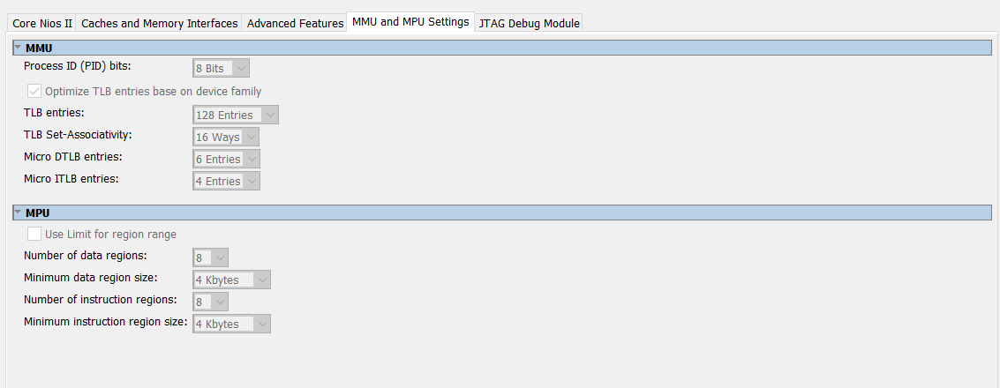 Core Nios II Caches and Memory Interfaces Advanced Features MMU and MPU Settings JTAG Debug Module
MMU
Process ID (PID) bits: 8 Bits
Optimize TLB entries base on device family
TLB entries: 128 Entries
TLB Set-Associativity: 16 Ways
Micro DTLB entries: 6 Entries
Micro ITLB entries: 4 Entries
MPU
Use Limit for region range
Number of data regions: 8
Minimum data region size: 4 Kbytes
Number of instruction regions: 8
Minimum instruction region size: 4 Kbytes